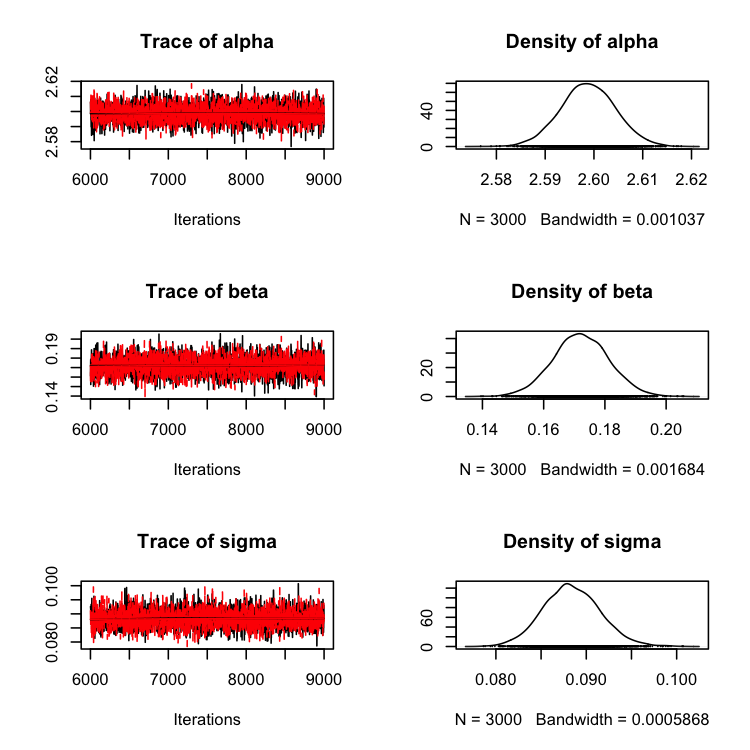 Trace of alpha
2.62
2.58
6000 7000 8000 9000
Iterations
Density of alpha
40
0
2.58 2.59 2.60 2.61 2.62
N = 3000 Bandwidth = 0.001037
Trace of beta
0.19
0.14
6000 7000 8000 9000
Iterations
Density of beta
20
0
0.14 0.16 0.18 0.20
N = 3000 Bandwidth = 0.001684
Trace of sigma
0.100
0.080
6000 7000 8000 9000
Iterations
Density of sigma
60
0
0.080 0.090 0.100
N = 3000 Bandwidth = 0.0005868